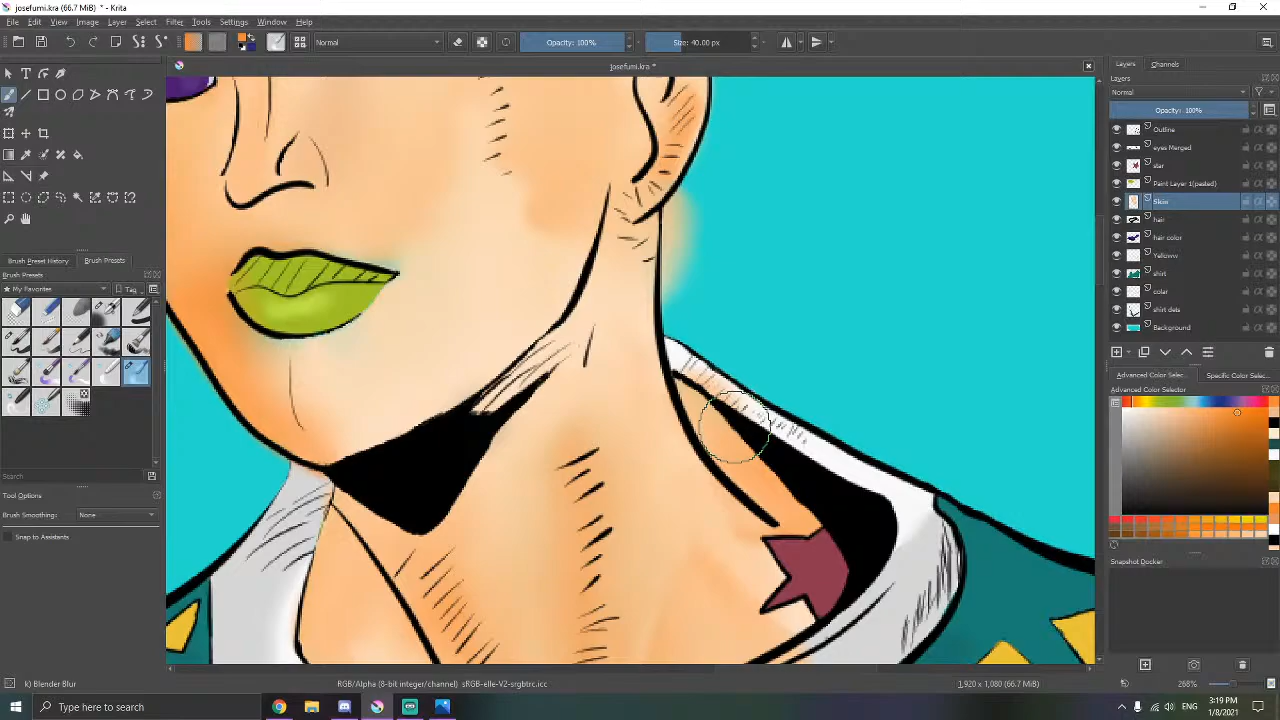 josefumi.kra (66.7 MiB) * - Krita
File Edit View Image Layer Select Filter Tools Settings Window Help
Normal
Opacity: 100%
Size: 40.00 px
josefumi.kra *
Layers Channels
Layers
Normal
Opacity: 100%
Outline
eyes Merged
star
Paint Layer 1(pasted)
Skin
hair
hair color
Yelloww
shirt
colar
shirt dets
Background
Brush Preset History Brush Presets
Brush Presets
My Favorites
Tag
Search
Tool Options
Brush Smoothing: None
Snap to Assistants
Advanced Color Selec... Specific Color Selec...
Advanced Color Selector
Snapshot Docker
k) Blender Blur
RGB/Alpha (8-bit integer/channel) sRGB-elle-V2-srgbtrc.icc
1,920 x 1,080 (66.7 MiB)
268%
Type here to search
ENG
3:19 PM
1/8/2021